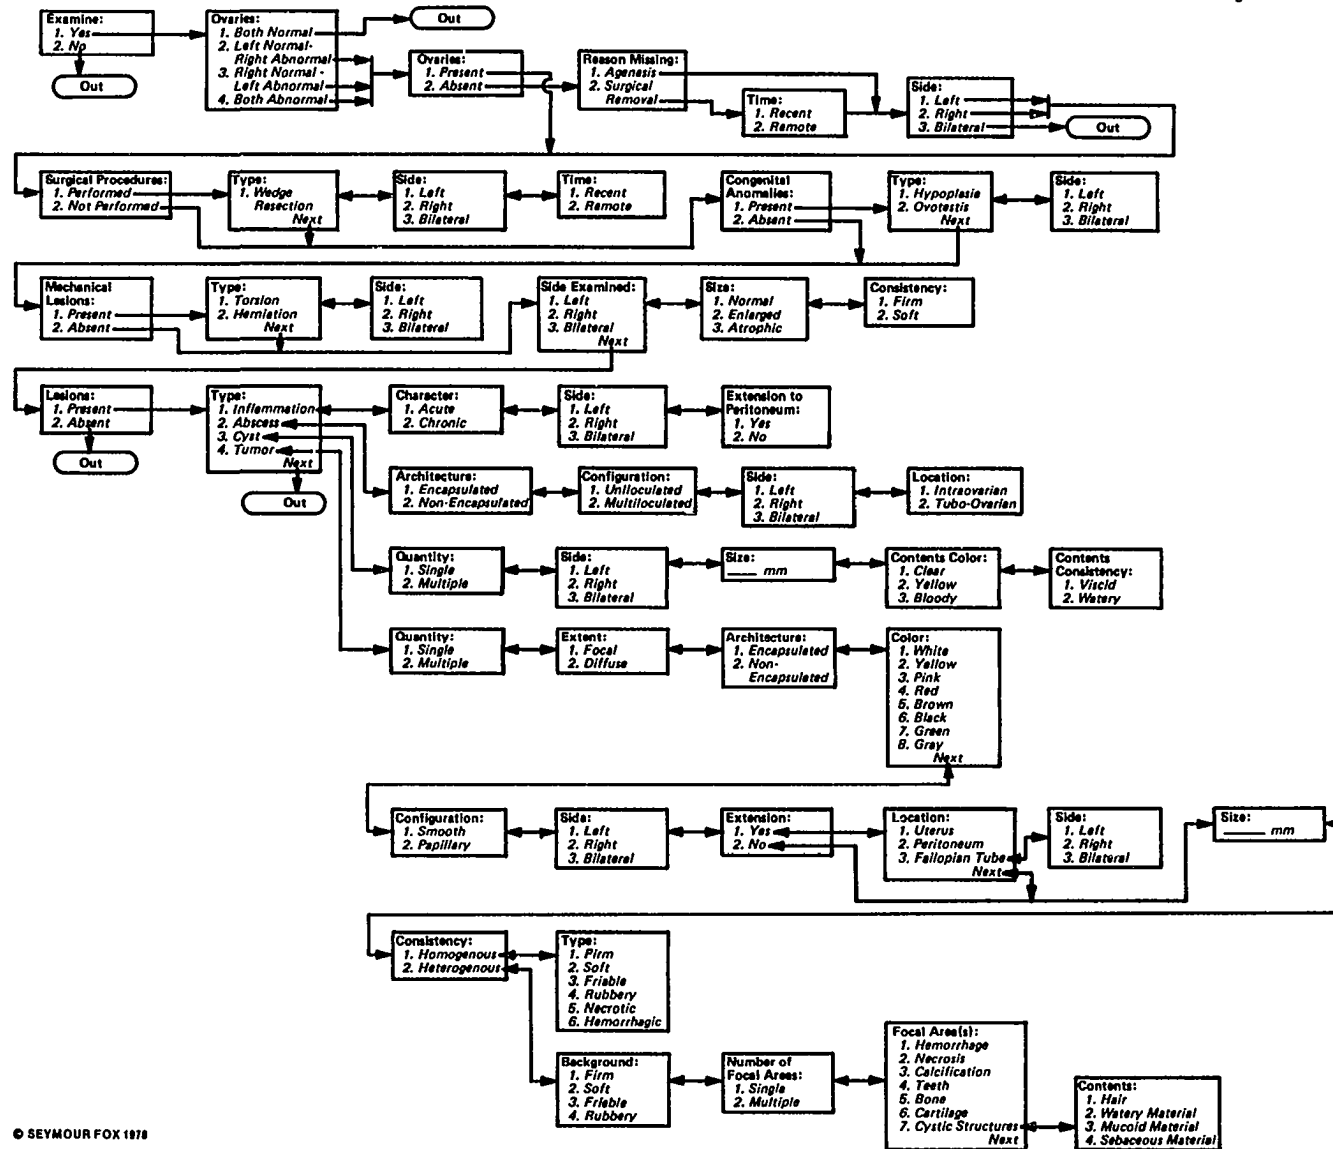 Examine:
1. Yes
2. No
Out
Ovaries:
1. Both Normal
2. Left Normal-
Right Abnormal
3. Right Normal -
Left Abnormal
4. Both Abnormal
Out
Ovaries:
1. Present
2. Absent
Reason Missing:
1. Agenesis
2. Surgical
Removal
Time:
1. Recent
2. Remote
Side:
1. Left
2. Right
3. Bilateral
Out
Surgical Procedures:
1. Performed
2. Not Performed
Type:
1. Wedge
Resection
Next
Side:
1. Left
2. Right
3. Bilateral
Time:
1. Recent
2. Remote
Congenital
Anomalies:
1. Present
2. Absent
Type:
1. Hypoplasie
2. Ovotestis
Next
Side:
1. Left
2. Right
3. Bilateral
Mechanical
Lesions:
1. Present
2. Absent
Type:
1. Torsion
2. Herniation
Next
Side:
1. Left
2. Right
3. Bilateral
Side Examined:
1. Left
2. Right
3. Bilateral
Next
Size:
1. Normal
2. Enlarged
3. Atrophic
Consistency:
1. Firm
2. Soft
Lesions:
1. Present
2. Absent
Out
Type:
1. Inflammation
2. Abscess
3. Cyst
4. Tumor
Next
Out
Character:
1. Acute
2. Chronic
Side:
1. Left
2. Right
3. Bilateral
Extension to
Peritoneum:
1. Yes
2. No
Architecture:
1. Encapsulated
2. Non-Encapsulated
Configuration:
1. Uniloculated
2. Multiloculated
Side:
1. Left
2. Right
3. Bilateral
Location:
1. Intraovarian
2. Tubo-Ovarian
Quantity:
1. Single
2. Multiple
Side:
1. Left
2. Right
3. Bilateral
Size:
____ mm
Contents Color:
1. Clear
2. Yellow
3. Bloody
Contents
Consistency:
1. Viscid
2. Watery
Quantity:
1. Single
2. Multiple
Extent:
1. Focal
2. Diffuse
Architecture:
1. Encapsulated
2. Non-
Encapsulated
Color:
1. White
2. Yellow
3. Pink
4. Red
5. Brown
6. Black
7. Green
8. Gray
Next
Configuration:
1. Smooth
2. Papillary
Side:
1. Left
2. Right
3. Bilateral
Extension:
1. Yes
2. No
Location:
1. Uterus
2. Peritoneum
3. Fallopian Tube
Next
Side:
1. Left
2. Right
3. Bilateral
Size:
_____ mm
Consistency:
1. Homogenous
2. Heterogenous
Type:
1. Firm
2. Soft
3. Friable
4. Rubbery
5. Necrotic
6. Hemorrhagic
Background:
1. Firm
2. Soft
3. Friable
4. Rubbery
Number of
Focal Areas:
1. Single
2. Multiple
Focal Area(s):
1. Hemorrhage
2. Necrosis
3. Calcification
4. Teeth
5. Bone
6. Cartilage
7. Cystic Structures
Next
Contents:
1. Hair
2. Watery Material
3. Mucoid Material
4. Sebaceous Material
© SEYMOUR FOX 1978